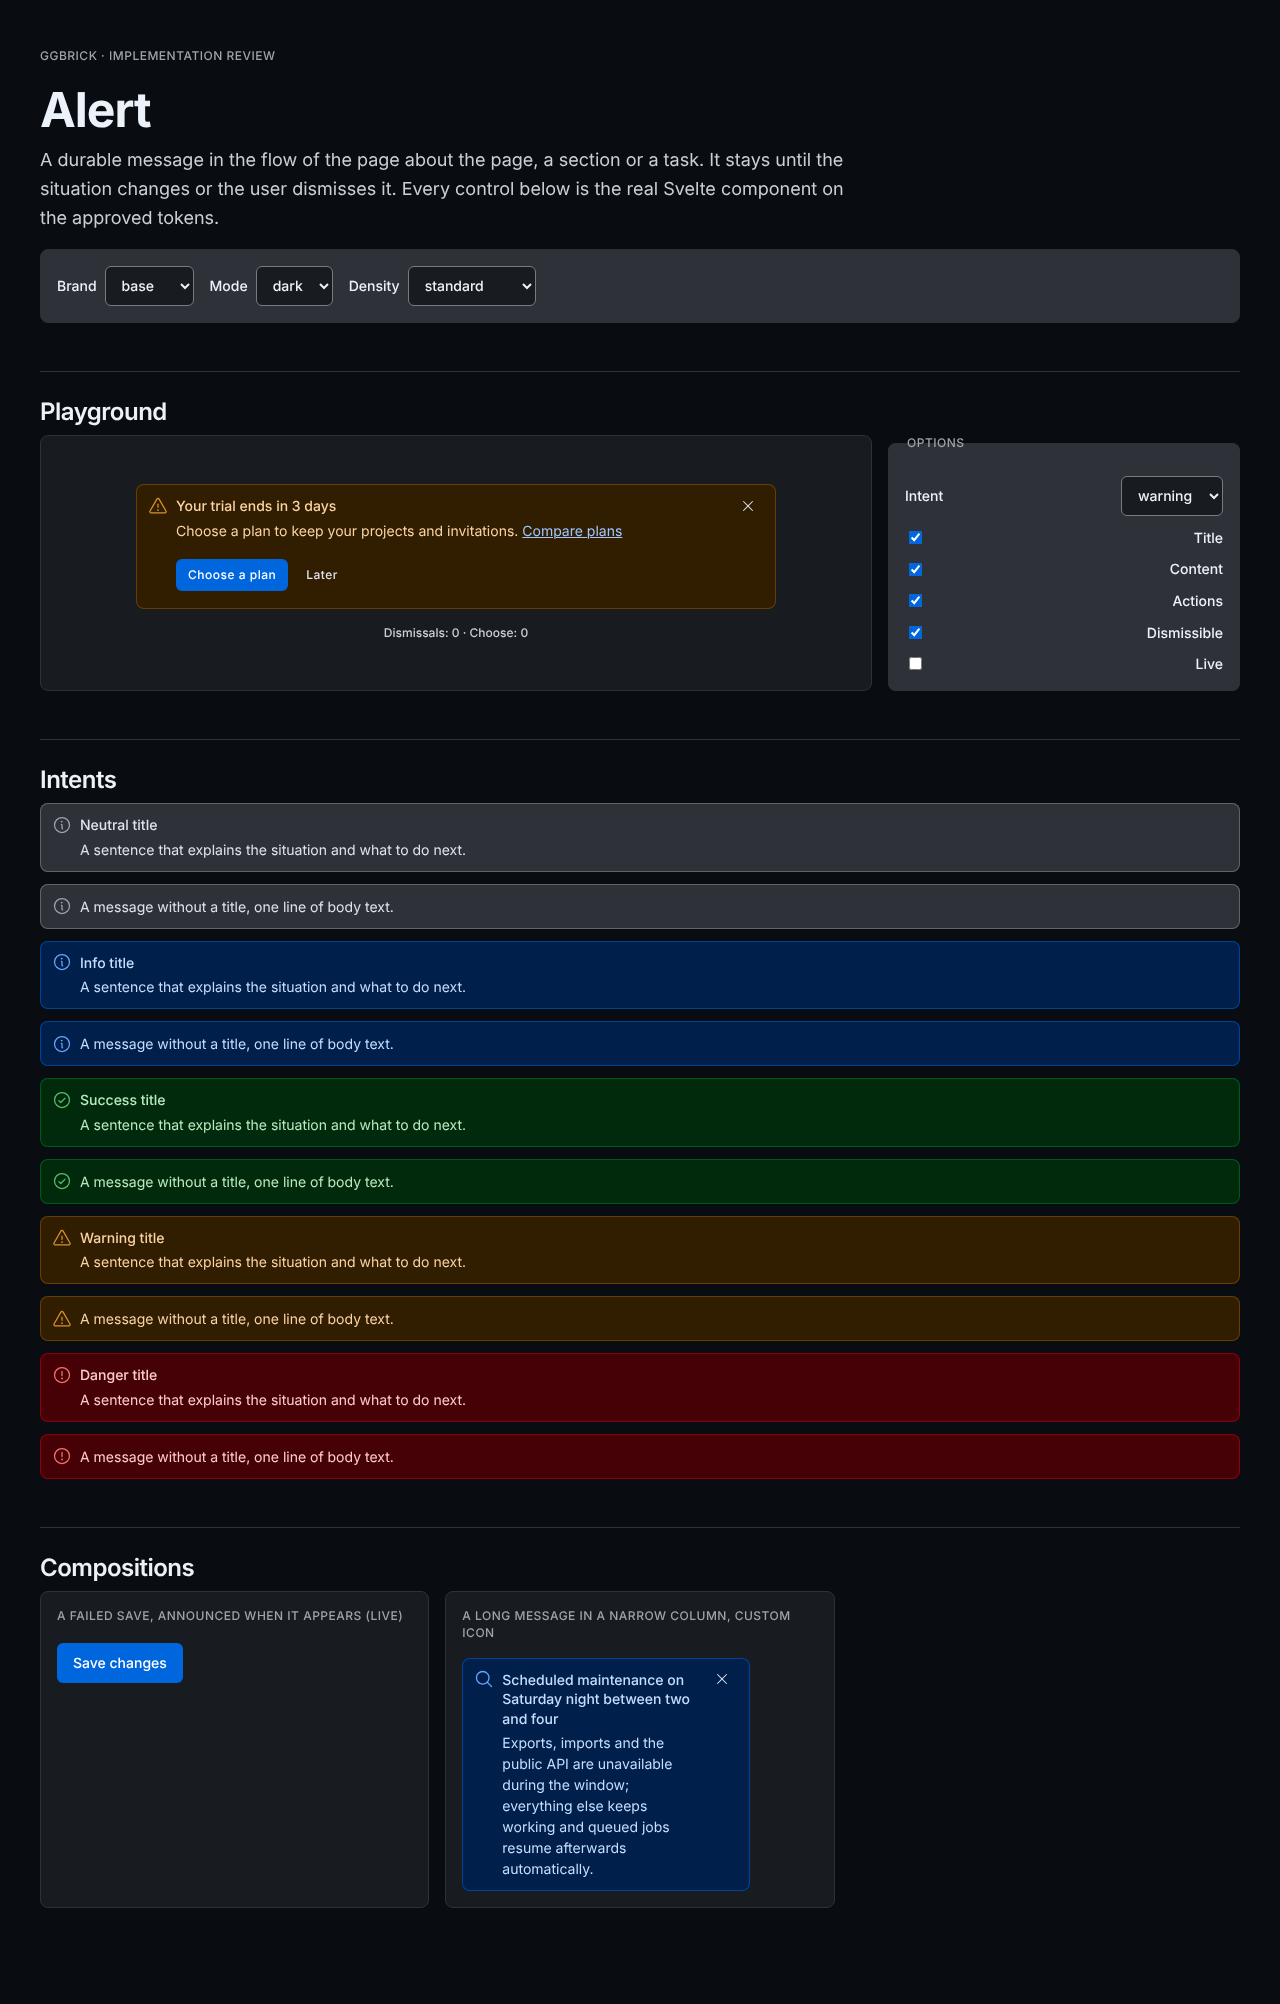 GGBRICK · IMPLEMENTATION REVIEW
Alert
A durable message in the flow of the page about the page, a section or a task. It stays until the
situation changes or the user dismisses it. Every control below is the real Svelte component on
the approved tokens.
Brand base Mode dark Density standard
Playground
Your trial ends in 3 days
Choose a plan to keep your projects and invitations. Compare plans
Choose a plan Later
Dismissals: 0 · Choose: 0
OPTIONS
Intent warning
Title
Content
Actions
Dismissible
Live
Intents
Neutral title
A sentence that explains the situation and what to do next.
A message without a title, one line of body text.
Info title
A sentence that explains the situation and what to do next.
A message without a title, one line of body text.
Success title
A sentence that explains the situation and what to do next.
A message without a title, one line of body text.
Warning title
A sentence that explains the situation and what to do next.
A message without a title, one line of body text.
Danger title
A sentence that explains the situation and what to do next.
A message without a title, one line of body text.
Compositions
A FAILED SAVE, ANNOUNCED WHEN IT APPEARS (LIVE)
Save changes
A LONG MESSAGE IN A NARROW COLUMN, CUSTOM
ICON
Scheduled maintenance on
Saturday night between two
and four
Exports, imports and the
public API are unavailable
during the window;
everything else keeps
working and queued jobs
resume afterwards
automatically.